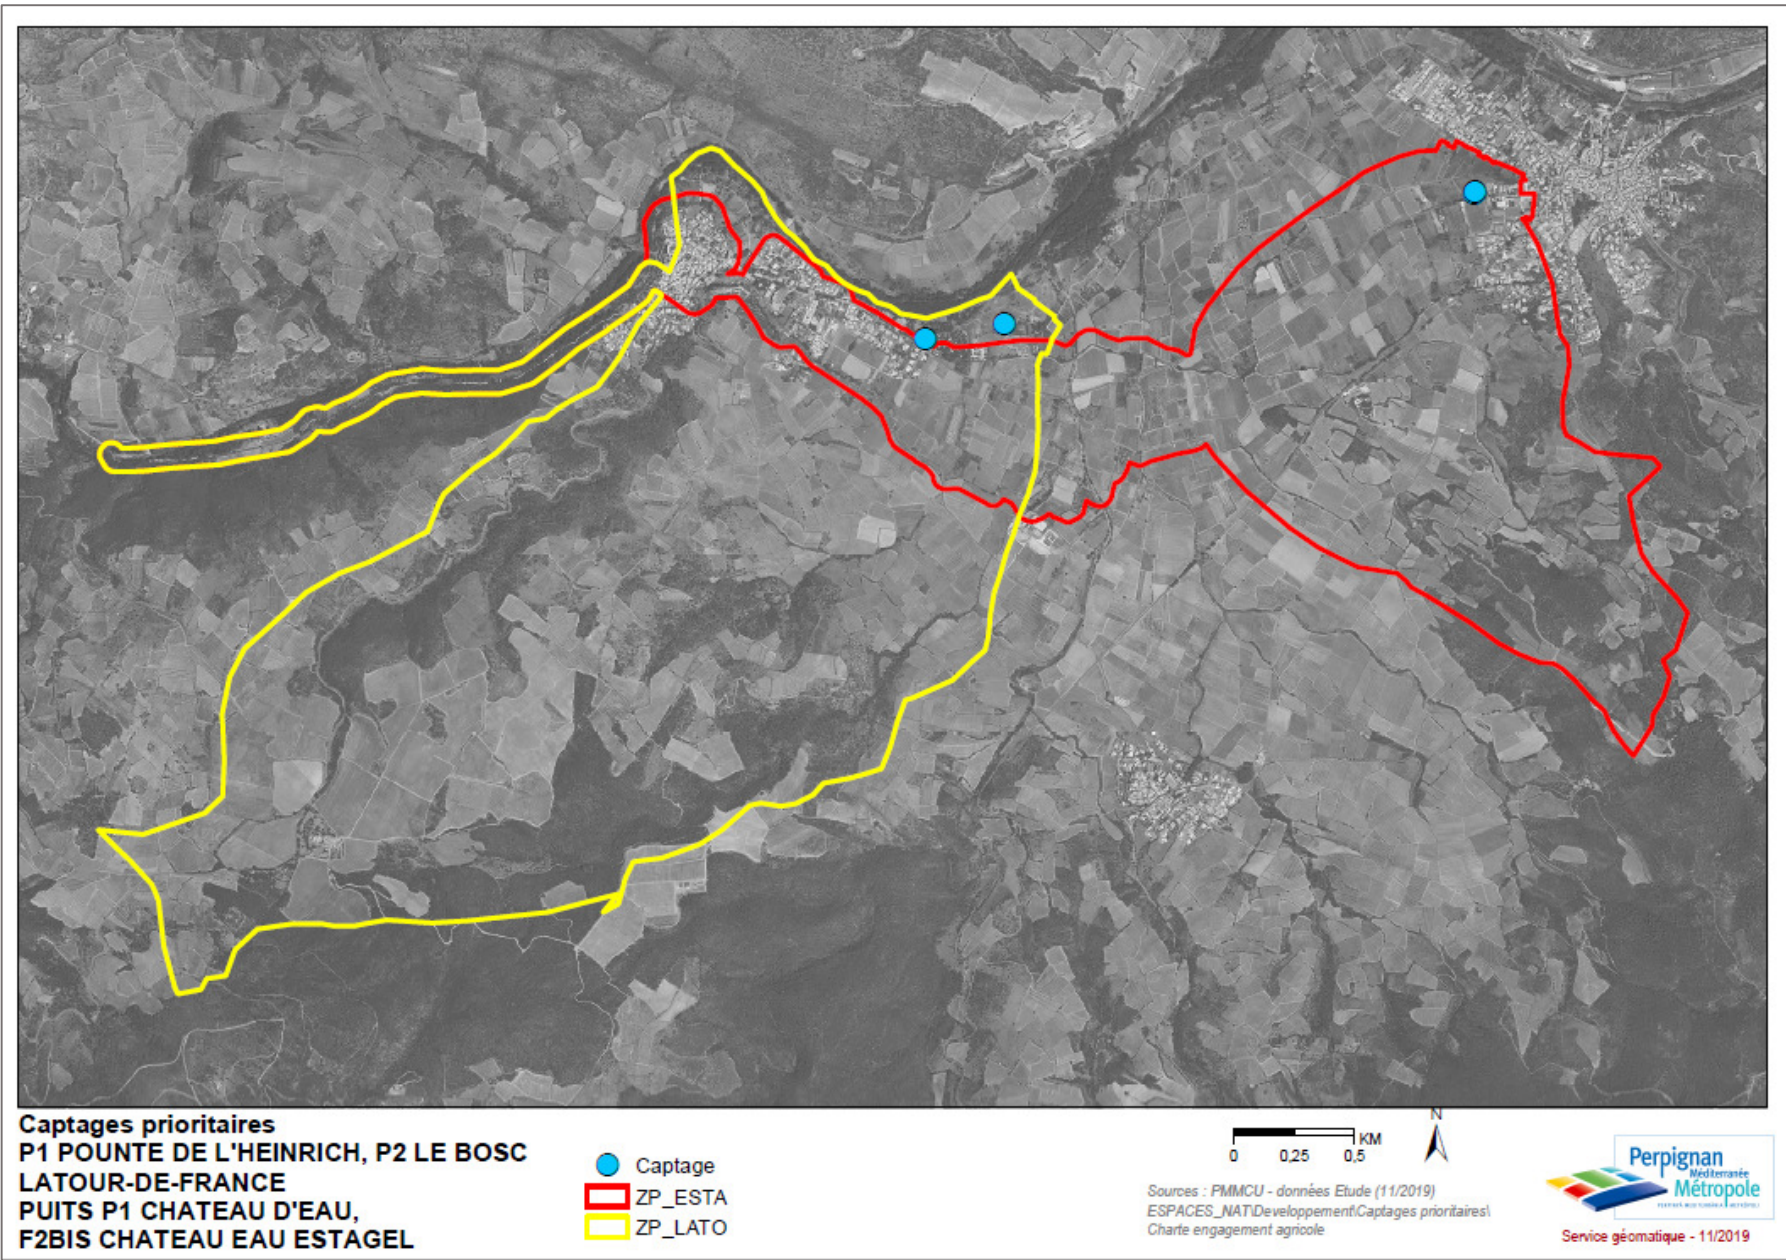 Captages prioritaires
P1 POUNTE DE L'HEINRICH, P2 LE BOSC
LATOUR-DE-FRANCE
PUITS P1 CHATEAU D'EAU,
F2BIS CHATEAU EAU ESTAGEL
Captage
ZP_ESTA
ZP_LATO
KM
0 0,25 0,5
N
Sources : PMMCU - données Etude (11/2019)
ESPACES_NAT\Developpement\Captages prioritaires\
Charte engagement agricole
Perpignan
Méditerranée
Métropole
Service géomatique - 11/2019